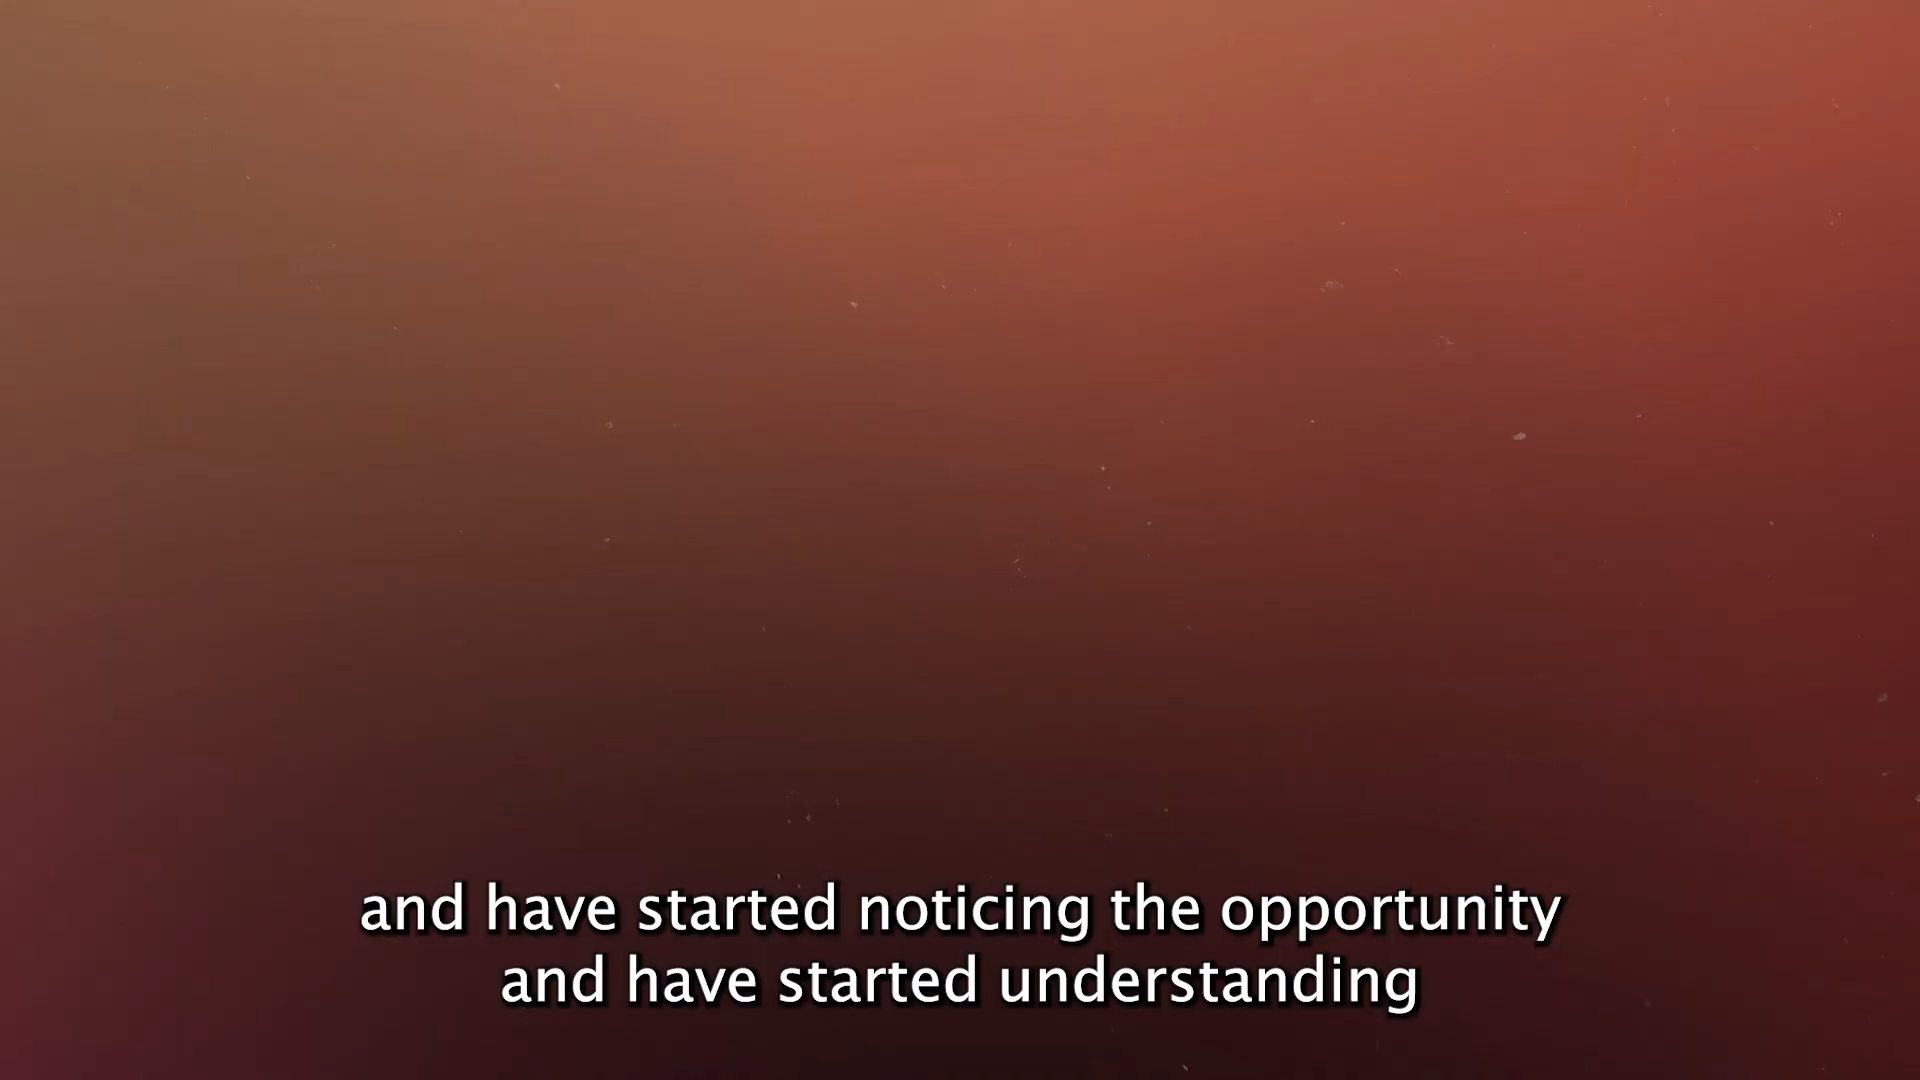 and have started noticing the opportunity
and have started understanding